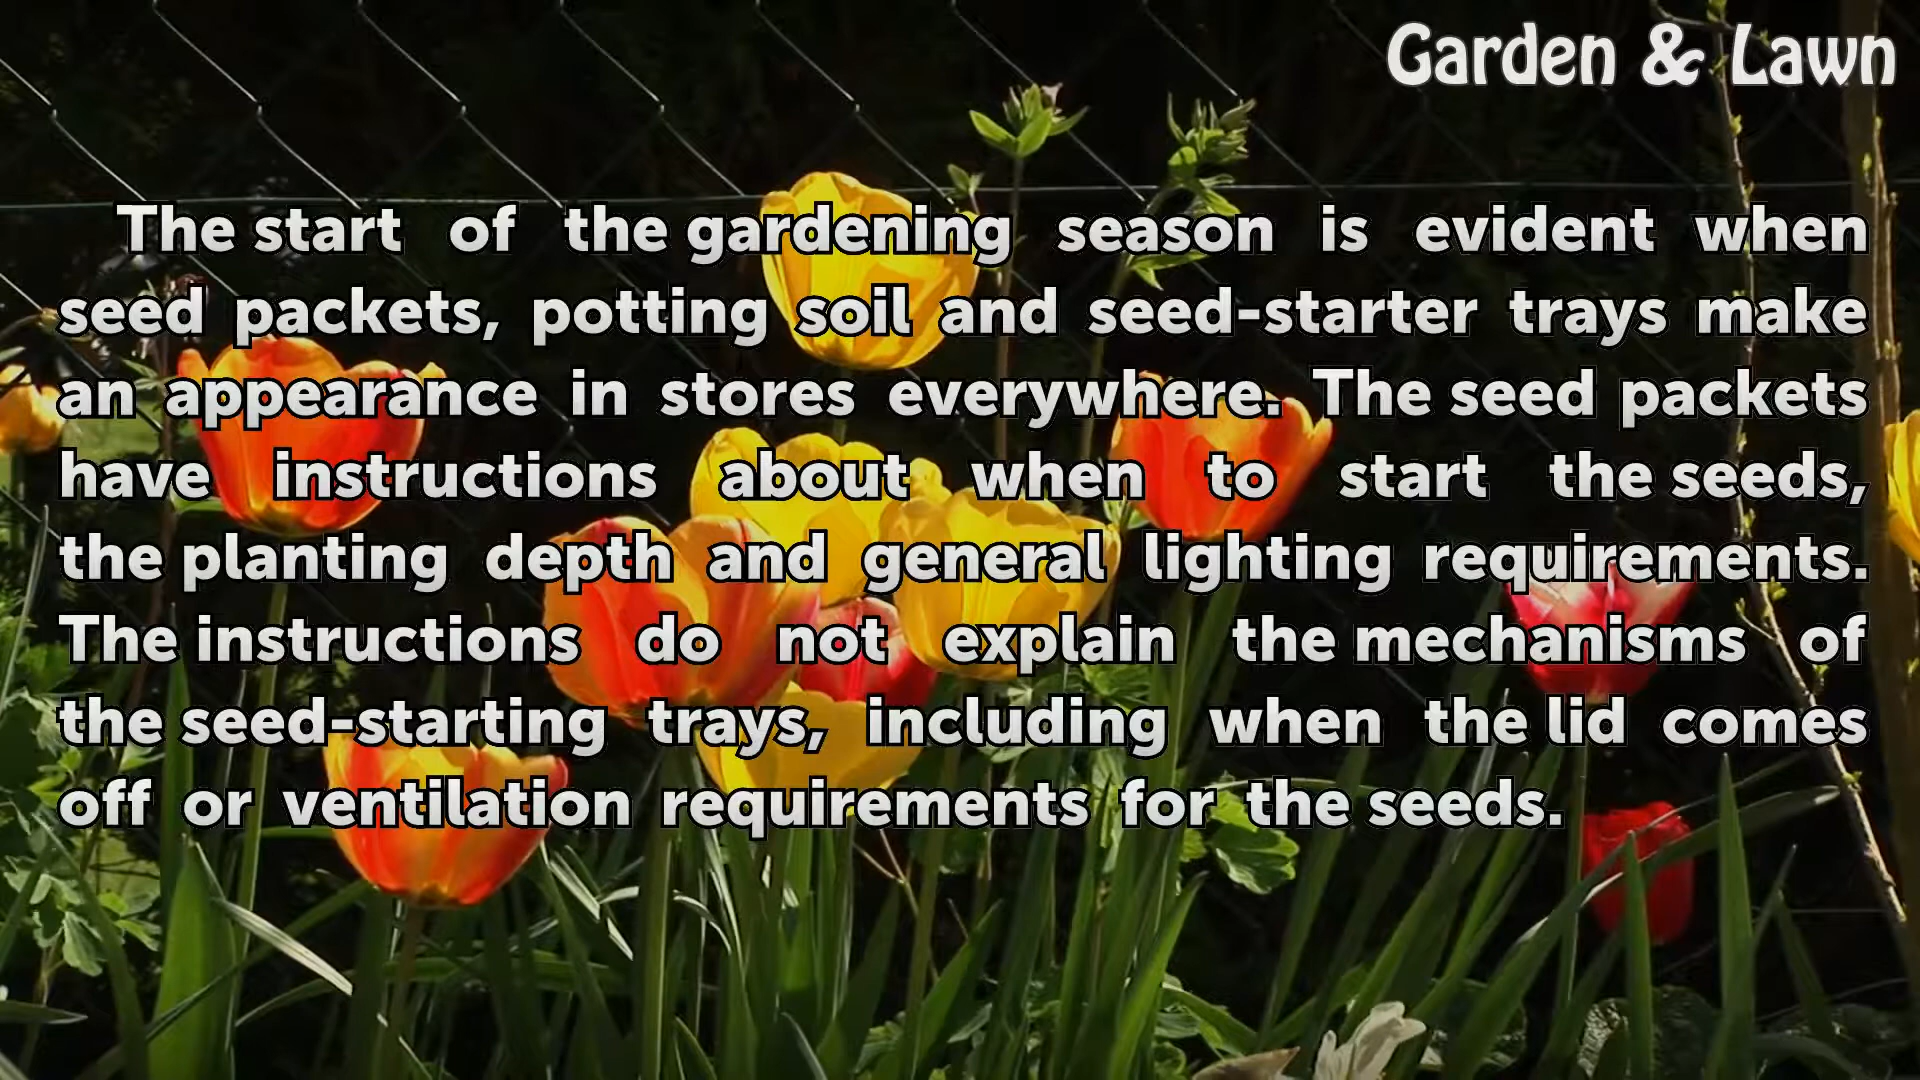 Garden & Lawn
The start of the gardening season is evident when
seed packets, potting soil and seed-starter trays make
an appearance in stores everywhere. The seed packets
have instructions about when to start the seeds,
the planting depth and general lighting requirements.
The instructions do not explain the mechanisms of
the seed-starting trays, including when the lid comes
off or ventilation requirements for the seeds.